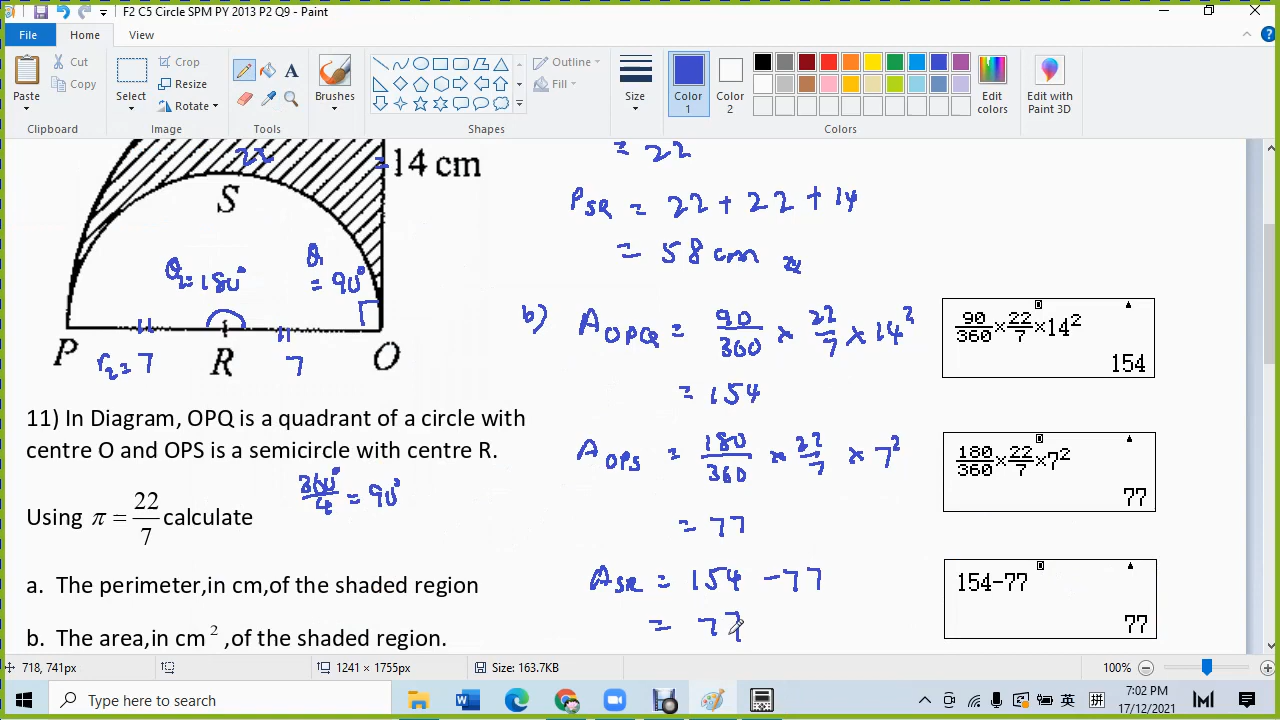 F2 C5 Circle SPM PY 2013 P2 Q9 - Paint
File Home View
Paste
Cut
Copy
Clipboard
Select
Crop
Resize
Rotate
Image
A
Tools
Brushes
Outline
Fill
Shapes
Size
Color 1
Color 2
Edit colors
Colors
Edit with Paint 3D
22
= 14 cm
S
θ2 = 180°
θ1 = 90°
P R O
r2 = 7
7
11) In Diagram, OPQ is a quadrant of a circle with
centre O and OPS is a semicircle with centre R.
360°/4 = 90°
Using π = 22/7 calculate
a. The perimeter,in cm,of the shaded region
b. The area,in cm ² ,of the shaded region.
= 22
PSR = 22 + 22 + 14
= 58 cm
b) AOPQ = 90/360 × 22/7 × 14²
= 154
AOPS = 180/360 × 22/7 × 7²
= 77
ASR = 154 - 77
= 77
90/360×22/7×14²
154
180/360×22/7×7²
77
154-77
77
718, 741px
1241 × 1755px
Size: 163.7KB
100%
Type here to search
英 拼
7:02 PM
17/12/2021